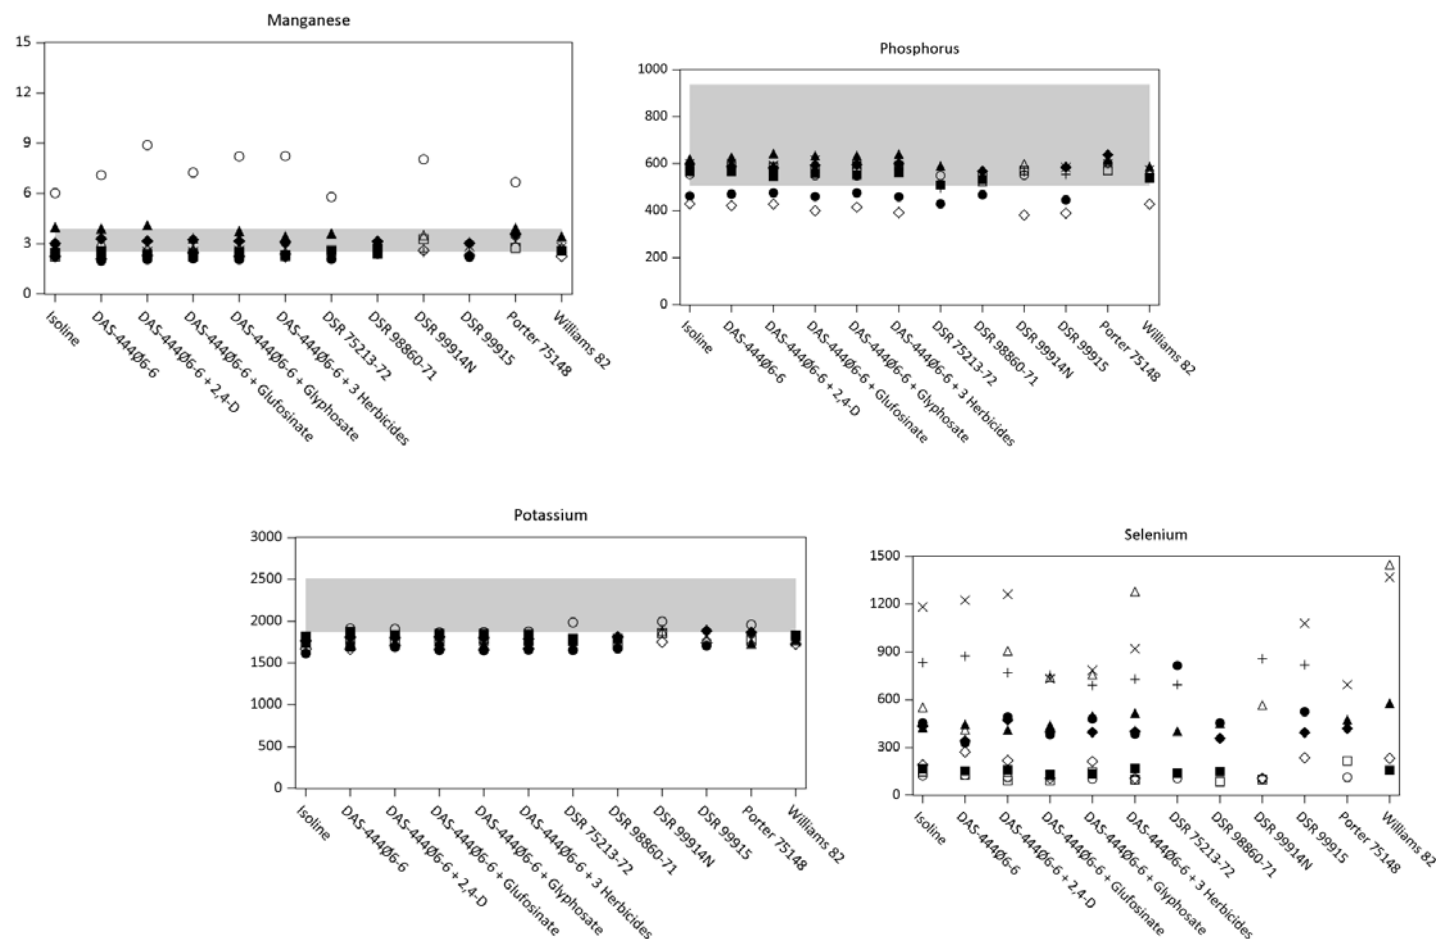 Manganese
15
12
9
6
3
0
Isoline
DAS-444Ø6-6
DAS-444Ø6-6 + 2,4-D
DAS-444Ø6-6 + Glufosinate
DAS-444Ø6-6 + Glyphosate
DAS-444Ø6-6 + 3 Herbicides
DSR 75213-72
DSR 98860-71
DSR 99914N
DSR 99915
Porter 75148
Williams 82
Phosphorus
1000
800
600
400
200
0
Isoline
DAS-444Ø6-6
DAS-444Ø6-6 + 2,4-D
DAS-444Ø6-6 + Glufosinate
DAS-444Ø6-6 + Glyphosate
DAS-444Ø6-6 + 3 Herbicides
DSR 75213-72
DSR 98860-71
DSR 99914N
DSR 99915
Porter 75148
Williams 82
Potassium
3000
2500
2000
1500
1000
500
0
Isoline
DAS-444Ø6-6
DAS-444Ø6-6 + 2,4-D
DAS-444Ø6-6 + Glufosinate
DAS-444Ø6-6 + Glyphosate
DAS-444Ø6-6 + 3 Herbicides
DSR 75213-72
DSR 98860-71
DSR 99914N
DSR 99915
Porter 75148
Williams 82
Selenium
1500
1200
900
600
300
0
Isoline
DAS-444Ø6-6
DAS-444Ø6-6 + 2,4-D
DAS-444Ø6-6 + Glufosinate
DAS-444Ø6-6 + Glyphosate
DAS-444Ø6-6 + 3 Herbicides
DSR 75213-72
DSR 98860-71
DSR 99914N
DSR 99915
Porter 75148
Williams 82